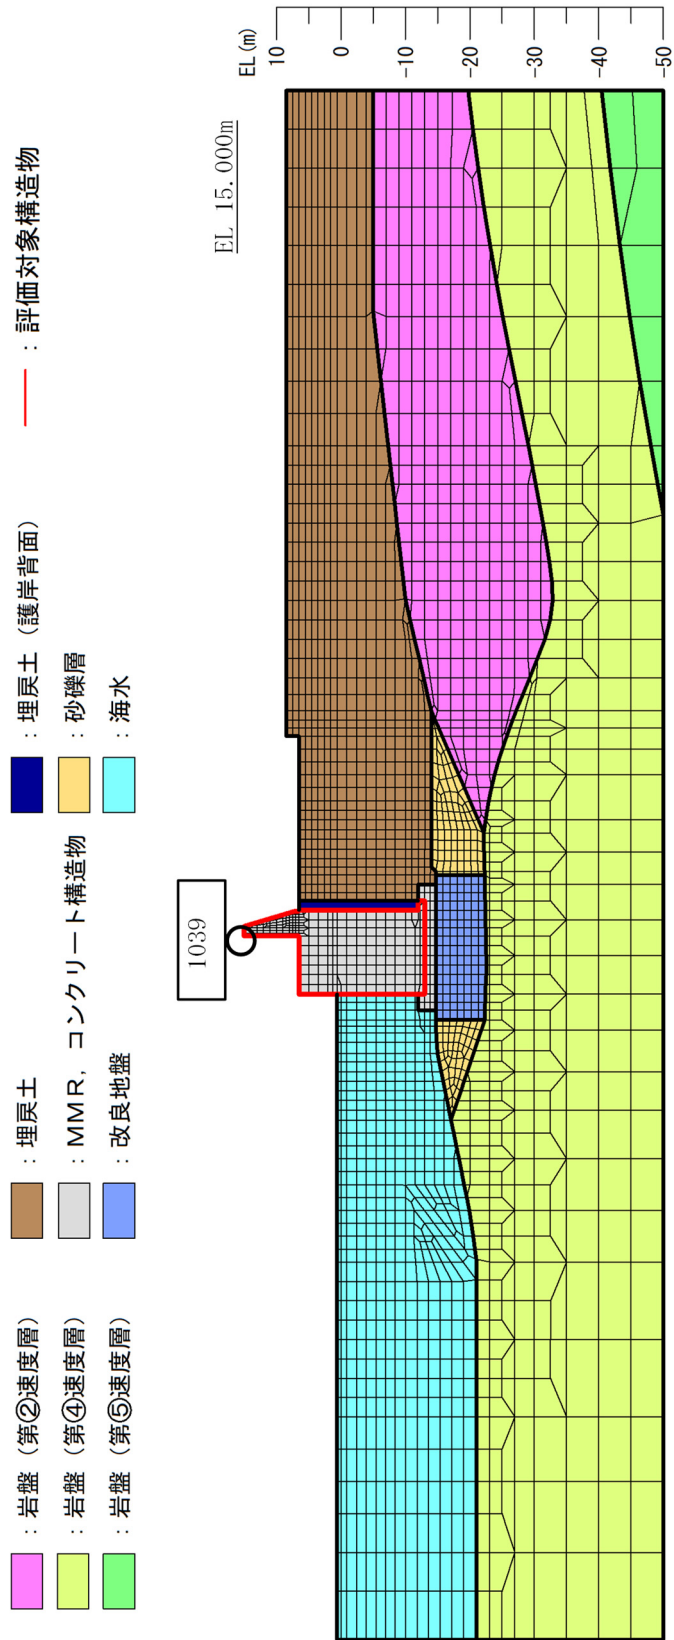 ：岩盤（第②速度層）
：岩盤（第④速度層）
：岩盤（第⑤速度層）
：埋戻土
：ＭＭＲ，コンクリート構造物
：改良地盤
：埋戻土（護岸背面）
：砂礫層
：海水
：評価対象構造物
1039
EL 15.000m
EL(m)
10
0
-10
-20
-30
-40
-50